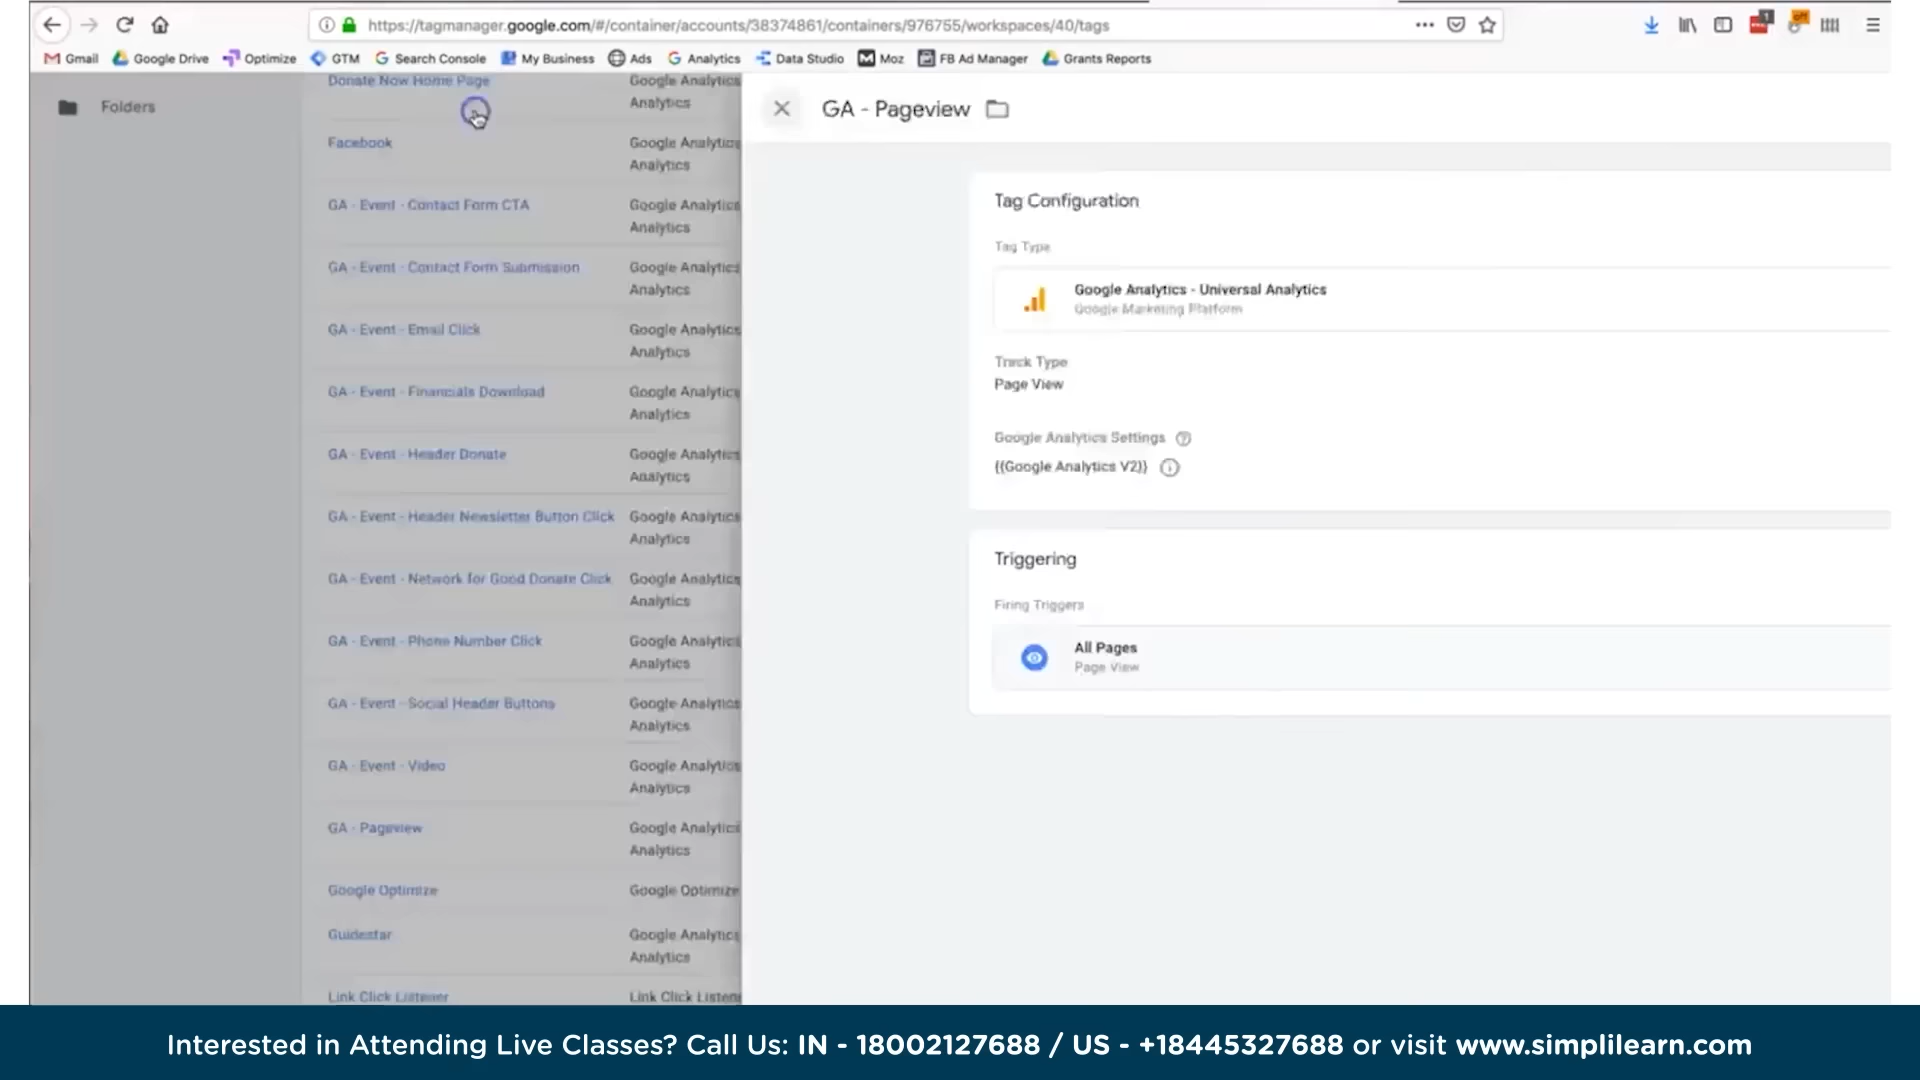 https://tagmanager.google.com/#/container/accounts/38374861/containers/976755/workspaces/40/tags
Gmail Google Drive Optimize GTM Search Console My Business Ads Analytics Data Studio Moz FB Ad Manager Grants Reports
Folders
Donate Now Home Page Google Analytics
Analytics
Facebook Google Analytics
Analytics
GA - Event - Contact Form CTA Google Analytics
Analytics
GA - Event - Contact Form Submission Google Analytics
Analytics
GA - Event - Email Click Google Analytics
Analytics
GA - Event - Financials Download Google Analytics
Analytics
GA - Event - Header Donate Google Analytics
Analytics
GA - Event - Header Newsletter Button Click Google Analytics
Analytics
GA - Event - Network for Good Donate Click Google Analytics
Analytics
GA - Event - Phone Number Click Google Analytics
Analytics
GA - Event - Social Header Buttons Google Analytics
Analytics
GA - Event - Video Google Analytics
Analytics
GA - Pageview Google Analytics
Analytics
Google Optimize Google Optimize
Guidestar Google Analytics
Analytics
Link Click Listener Link Click Listen
GA - Pageview
Tag Configuration
Tag Type
Google Analytics - Universal Analytics
Google Marketing Platform
Track Type
Page View
Google Analytics Settings
{{Google Analytics V2}}
Triggering
Firing Triggers
All Pages
Page View
Interested in Attending Live Classes? Call Us: IN - 18002127688 / US - +18445327688 or visit www.simplilearn.com